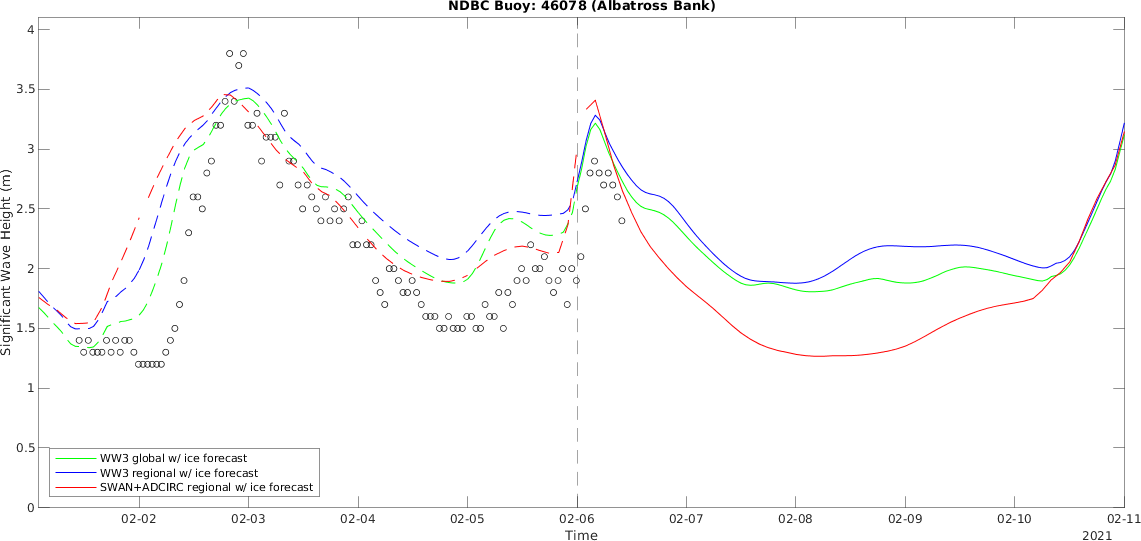 NDBC Buoy: 46078 (Albatross Bank)
4
3.5
3
2.5
2
1.5
1
0.5
0
Significant Wave Height (m)
WW3 global w/ ice forecast
WW3 regional w/ ice forecast
SWAN+ADCIRC regional w/ ice forecast
02-02 02-03 02-04 02-05 02-06 02-07 02-08 02-09 02-10 02-11
Time
2021